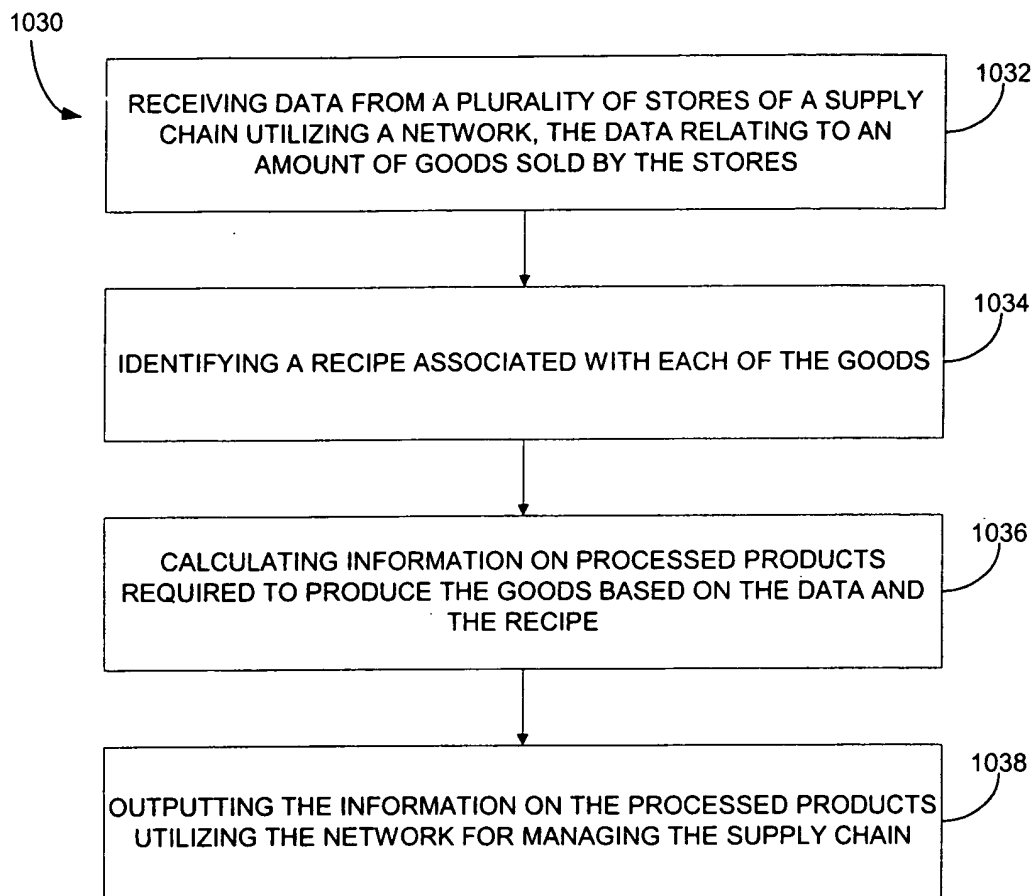 1030
1032
RECEIVING DATA FROM A PLURALITY OF STORES OF A SUPPLY
CHAIN UTILIZING A NETWORK, THE DATA RELATING TO AN
AMOUNT OF GOODS SOLD BY THE STORES
1034
IDENTIFYING A RECIPE ASSOCIATED WITH EACH OF THE GOODS
1036
CALCULATING INFORMATION ON PROCESSED PRODUCTS
REQUIRED TO PRODUCE THE GOODS BASED ON THE DATA AND
THE RECIPE
1038
OUTPUTTING THE INFORMATION ON THE PROCESSED PRODUCTS
UTILIZING THE NETWORK FOR MANAGING THE SUPPLY CHAIN